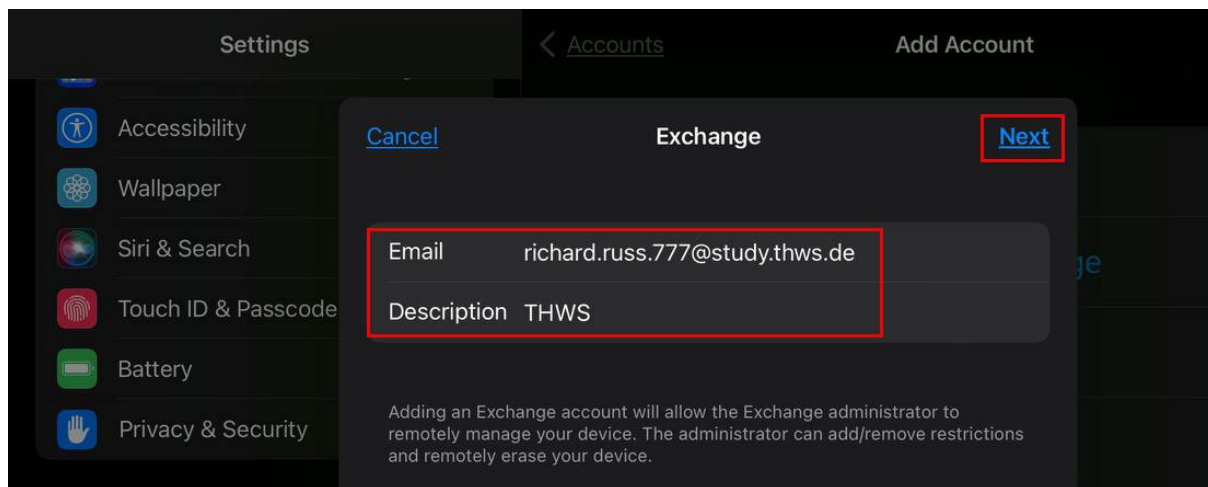 Settings
Accounts
Add Account
Accessibility
Wallpaper
Siri & Search
Touch ID & Passcode
Battery
Privacy & Security
Cancel
Exchange
Next
Email richard.russ.777@study.thws.de
Description THWS
Adding an Exchange account will allow the Exchange administrator to
remotely manage your device. The administrator can add/remove restrictions
and remotely erase your device.